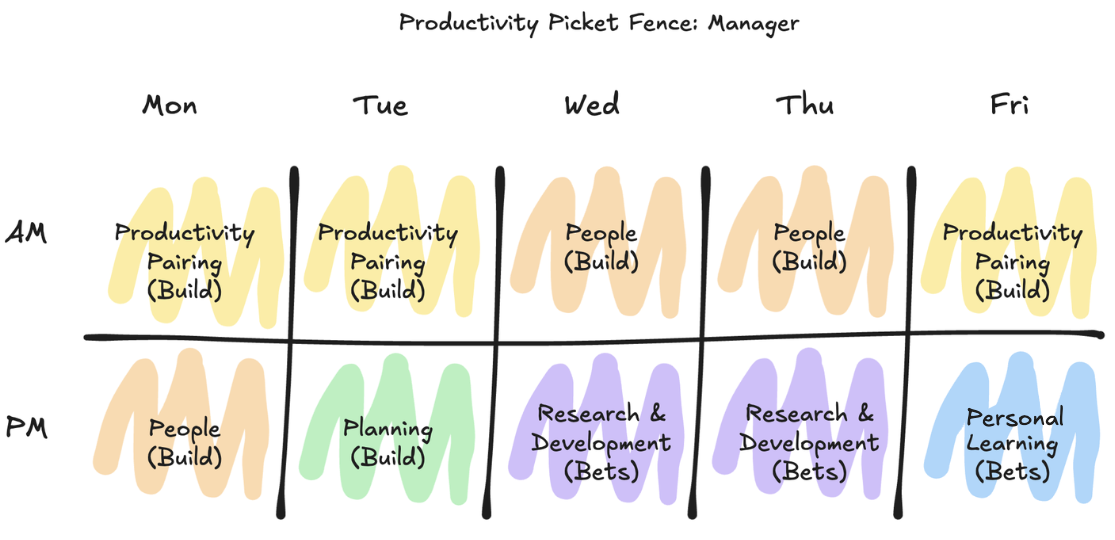 Productivity Picket Fence: Manager
Mon Tue Wed Thu Fri
AM
Productivity
Pairing
(Build)
Productivity
Pairing
(Build)
People
(Build)
People
(Build)
Productivity
Pairing
(Build)
PM
People
(Build)
Planning
(Build)
Research &
Development
(Bets)
Research &
Development
(Bets)
Personal
Learning
(Bets)